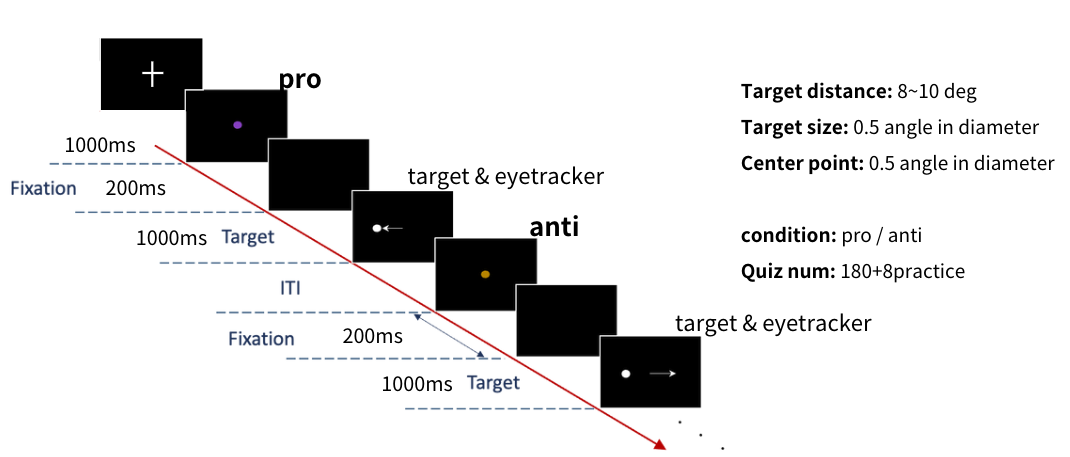 pro
1000ms
target & eyetracker
Fixation 200ms
anti
1000ms Target
ITI
target & eyetracker
Fixation 200ms
1000ms Target
Target distance: 8~10 deg
Target size: 0.5 angle in diameter
Center point: 0.5 angle in diameter
condition: pro / anti
Quiz num: 180+8practice